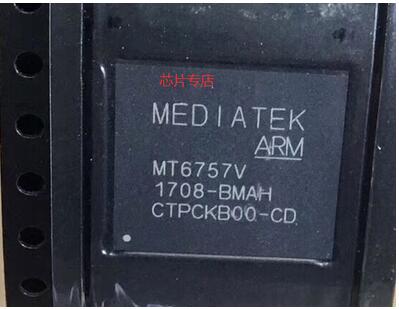 芯片专店
MEDIATEK
ARM
MT6757V
1708-BMAH
CTPCKB00-CD